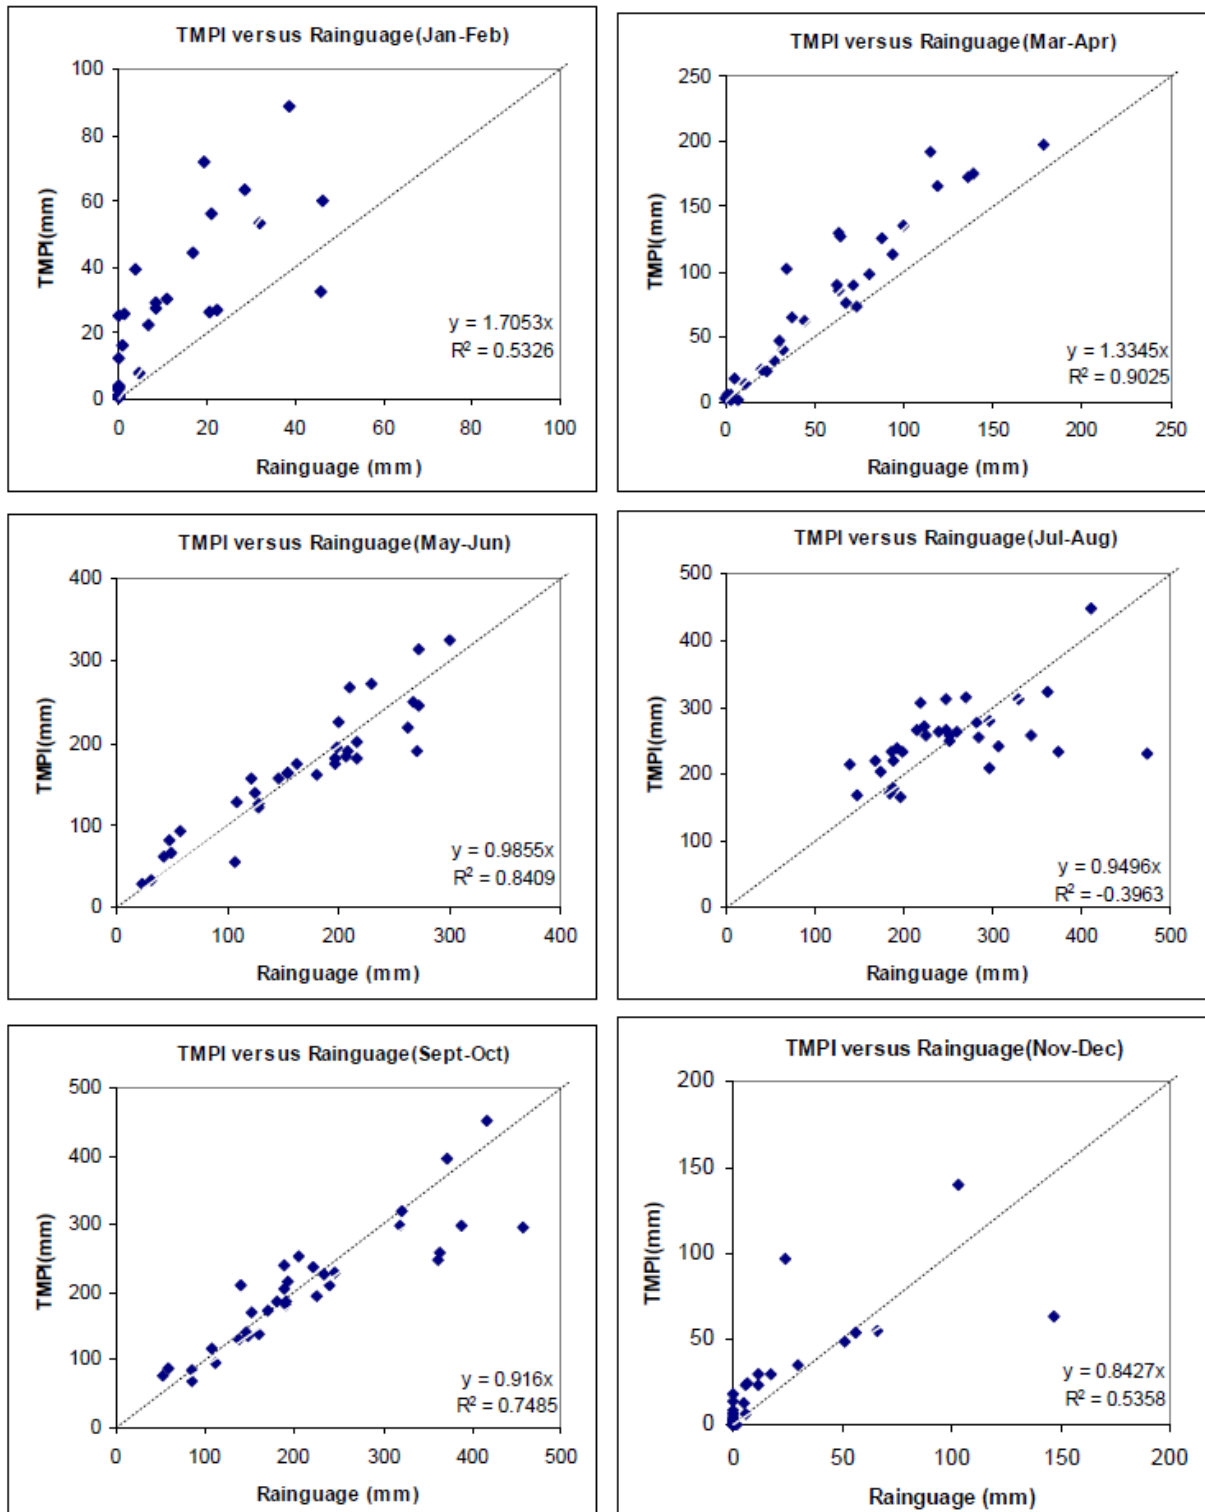 TMPI versus Rainguage(Jan-Feb)
100
80
60
40
20
0
TMPI(mm)
y = 1.7053x
R² = 0.5326
0 20 40 60 80 100
Rainguage (mm)
TMPI versus Rainguage(Mar-Apr)
250
200
150
100
50
0
TMPI(mm)
y = 1.3345x
R² = 0.9025
0 50 100 150 200 250
Rainguage (mm)
TMPI versus Rainguage(May-Jun)
400
300
200
100
0
TMPI(mm)
y = 0.9855x
R² = 0.8409
0 100 200 300 400
Rainguage (mm)
TMPI versus Rainguage(Jul-Aug)
500
400
300
200
100
0
TMPI(mm)
y = 0.9496x
R² = -0.3963
0 100 200 300 400 500
Rainguage (mm)
TMPI versus Rainguage(Sept-Oct)
500
400
300
200
100
0
TMPI(mm)
y = 0.916x
R² = 0.7485
0 100 200 300 400 500
Rainguage (mm)
TMPI versus Rainguage(Nov-Dec)
200
150
100
50
0
TMPI(mm)
y = 0.8427x
R² = 0.5358
0 50 100 150 200
Rainguage (mm)